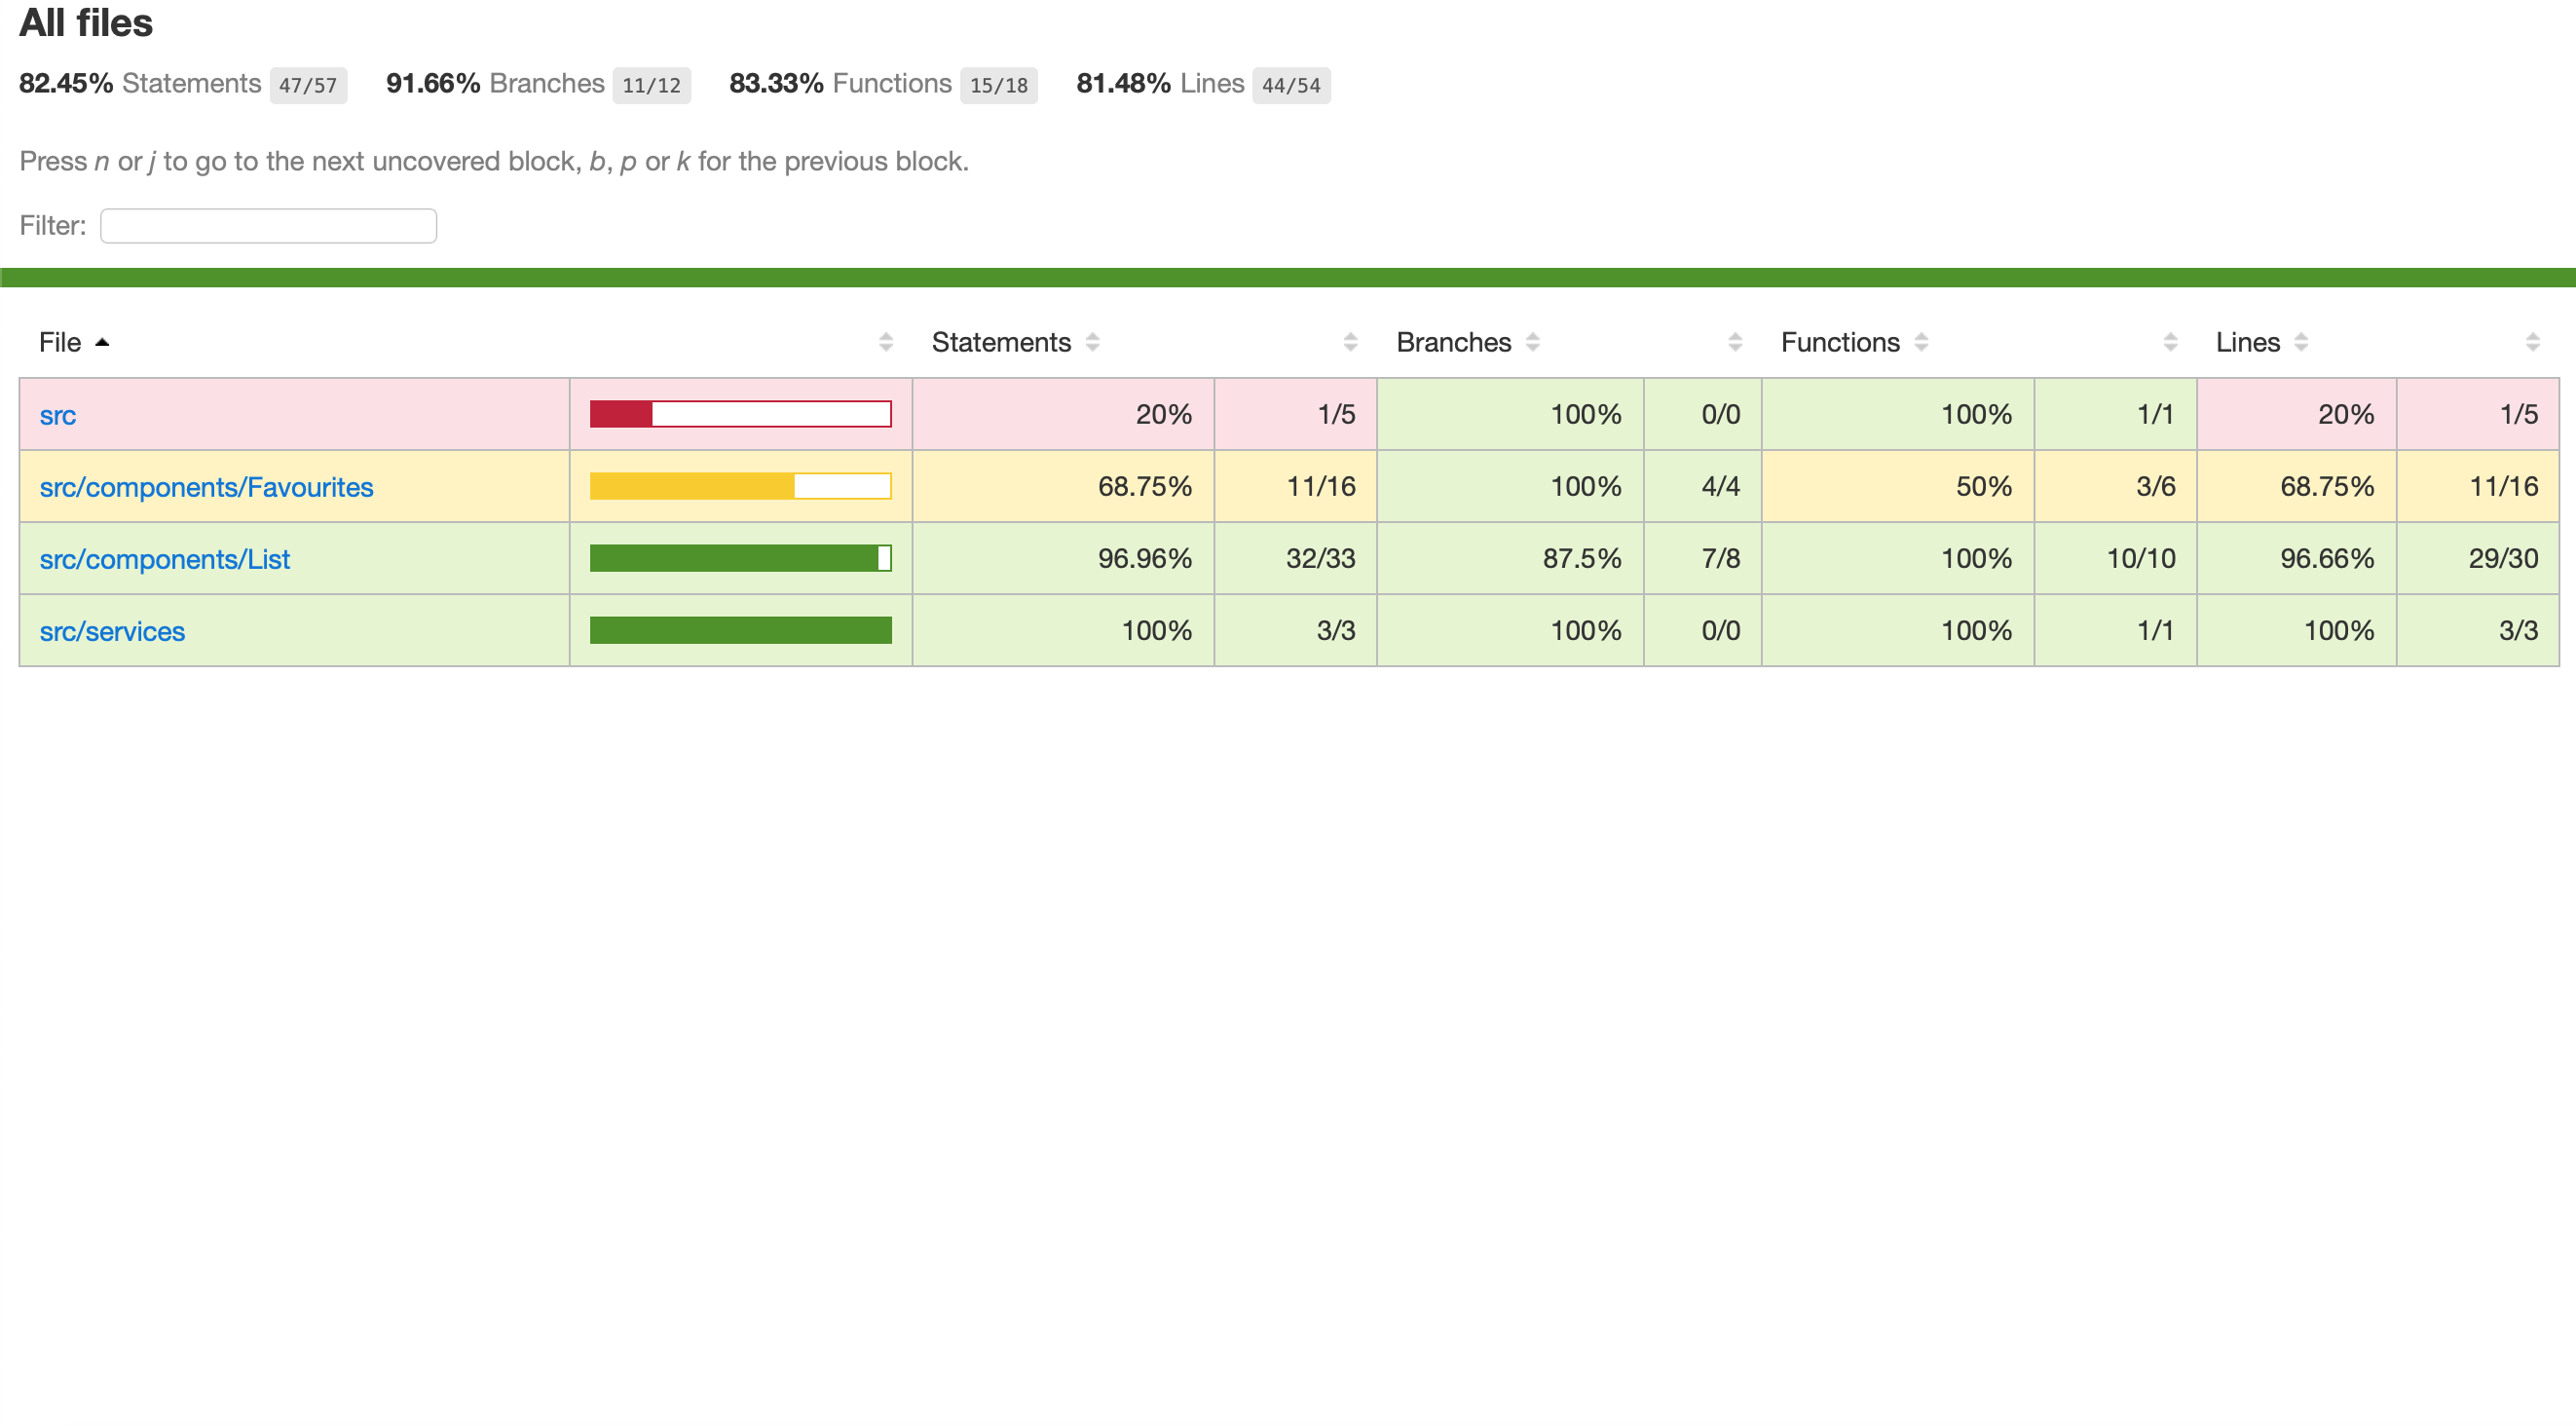 All files
82.45% Statements 47/57 91.66% Branches 11/12 83.33% Functions 15/18 81.48% Lines 44/54
Press n or j to go to the next uncovered block, b, p or k for the previous block.
Filter:
File Statements Branches Functions Lines
src 20% 1/5 100% 0/0 100% 1/1 20% 1/5
src/components/Favourites 68.75% 11/16 100% 4/4 50% 3/6 68.75% 11/16
src/components/List 96.96% 32/33 87.5% 7/8 100% 10/10 96.66% 29/30
src/services 100% 3/3 100% 0/0 100% 1/1 100% 3/3